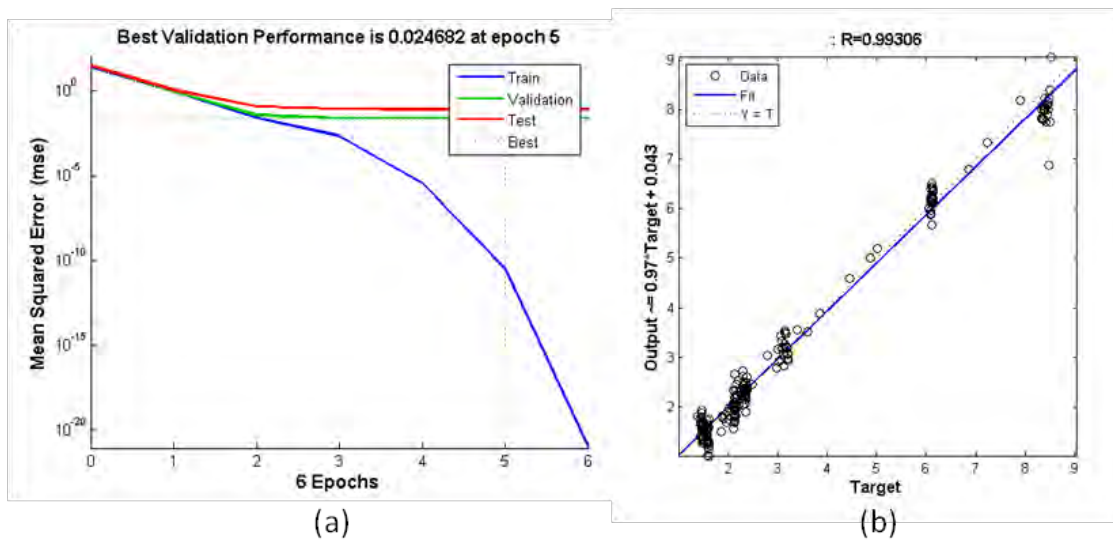 Best Validation Performance is 0.024682 at epoch 5
Train
Validation
Test
Best
Mean Squared Error (mse)
10^0
10^-5
10^-10
10^-15
10^-20
0 1 2 3 4 5 6
6 Epochs
(a)
: R=0.99306
Data
Fit
Y = T
Output ~= 0.97*Target + 0.043
9
8
7
6
5
4
3
2
2 3 4 5 6 7 8 9
Target
(b)